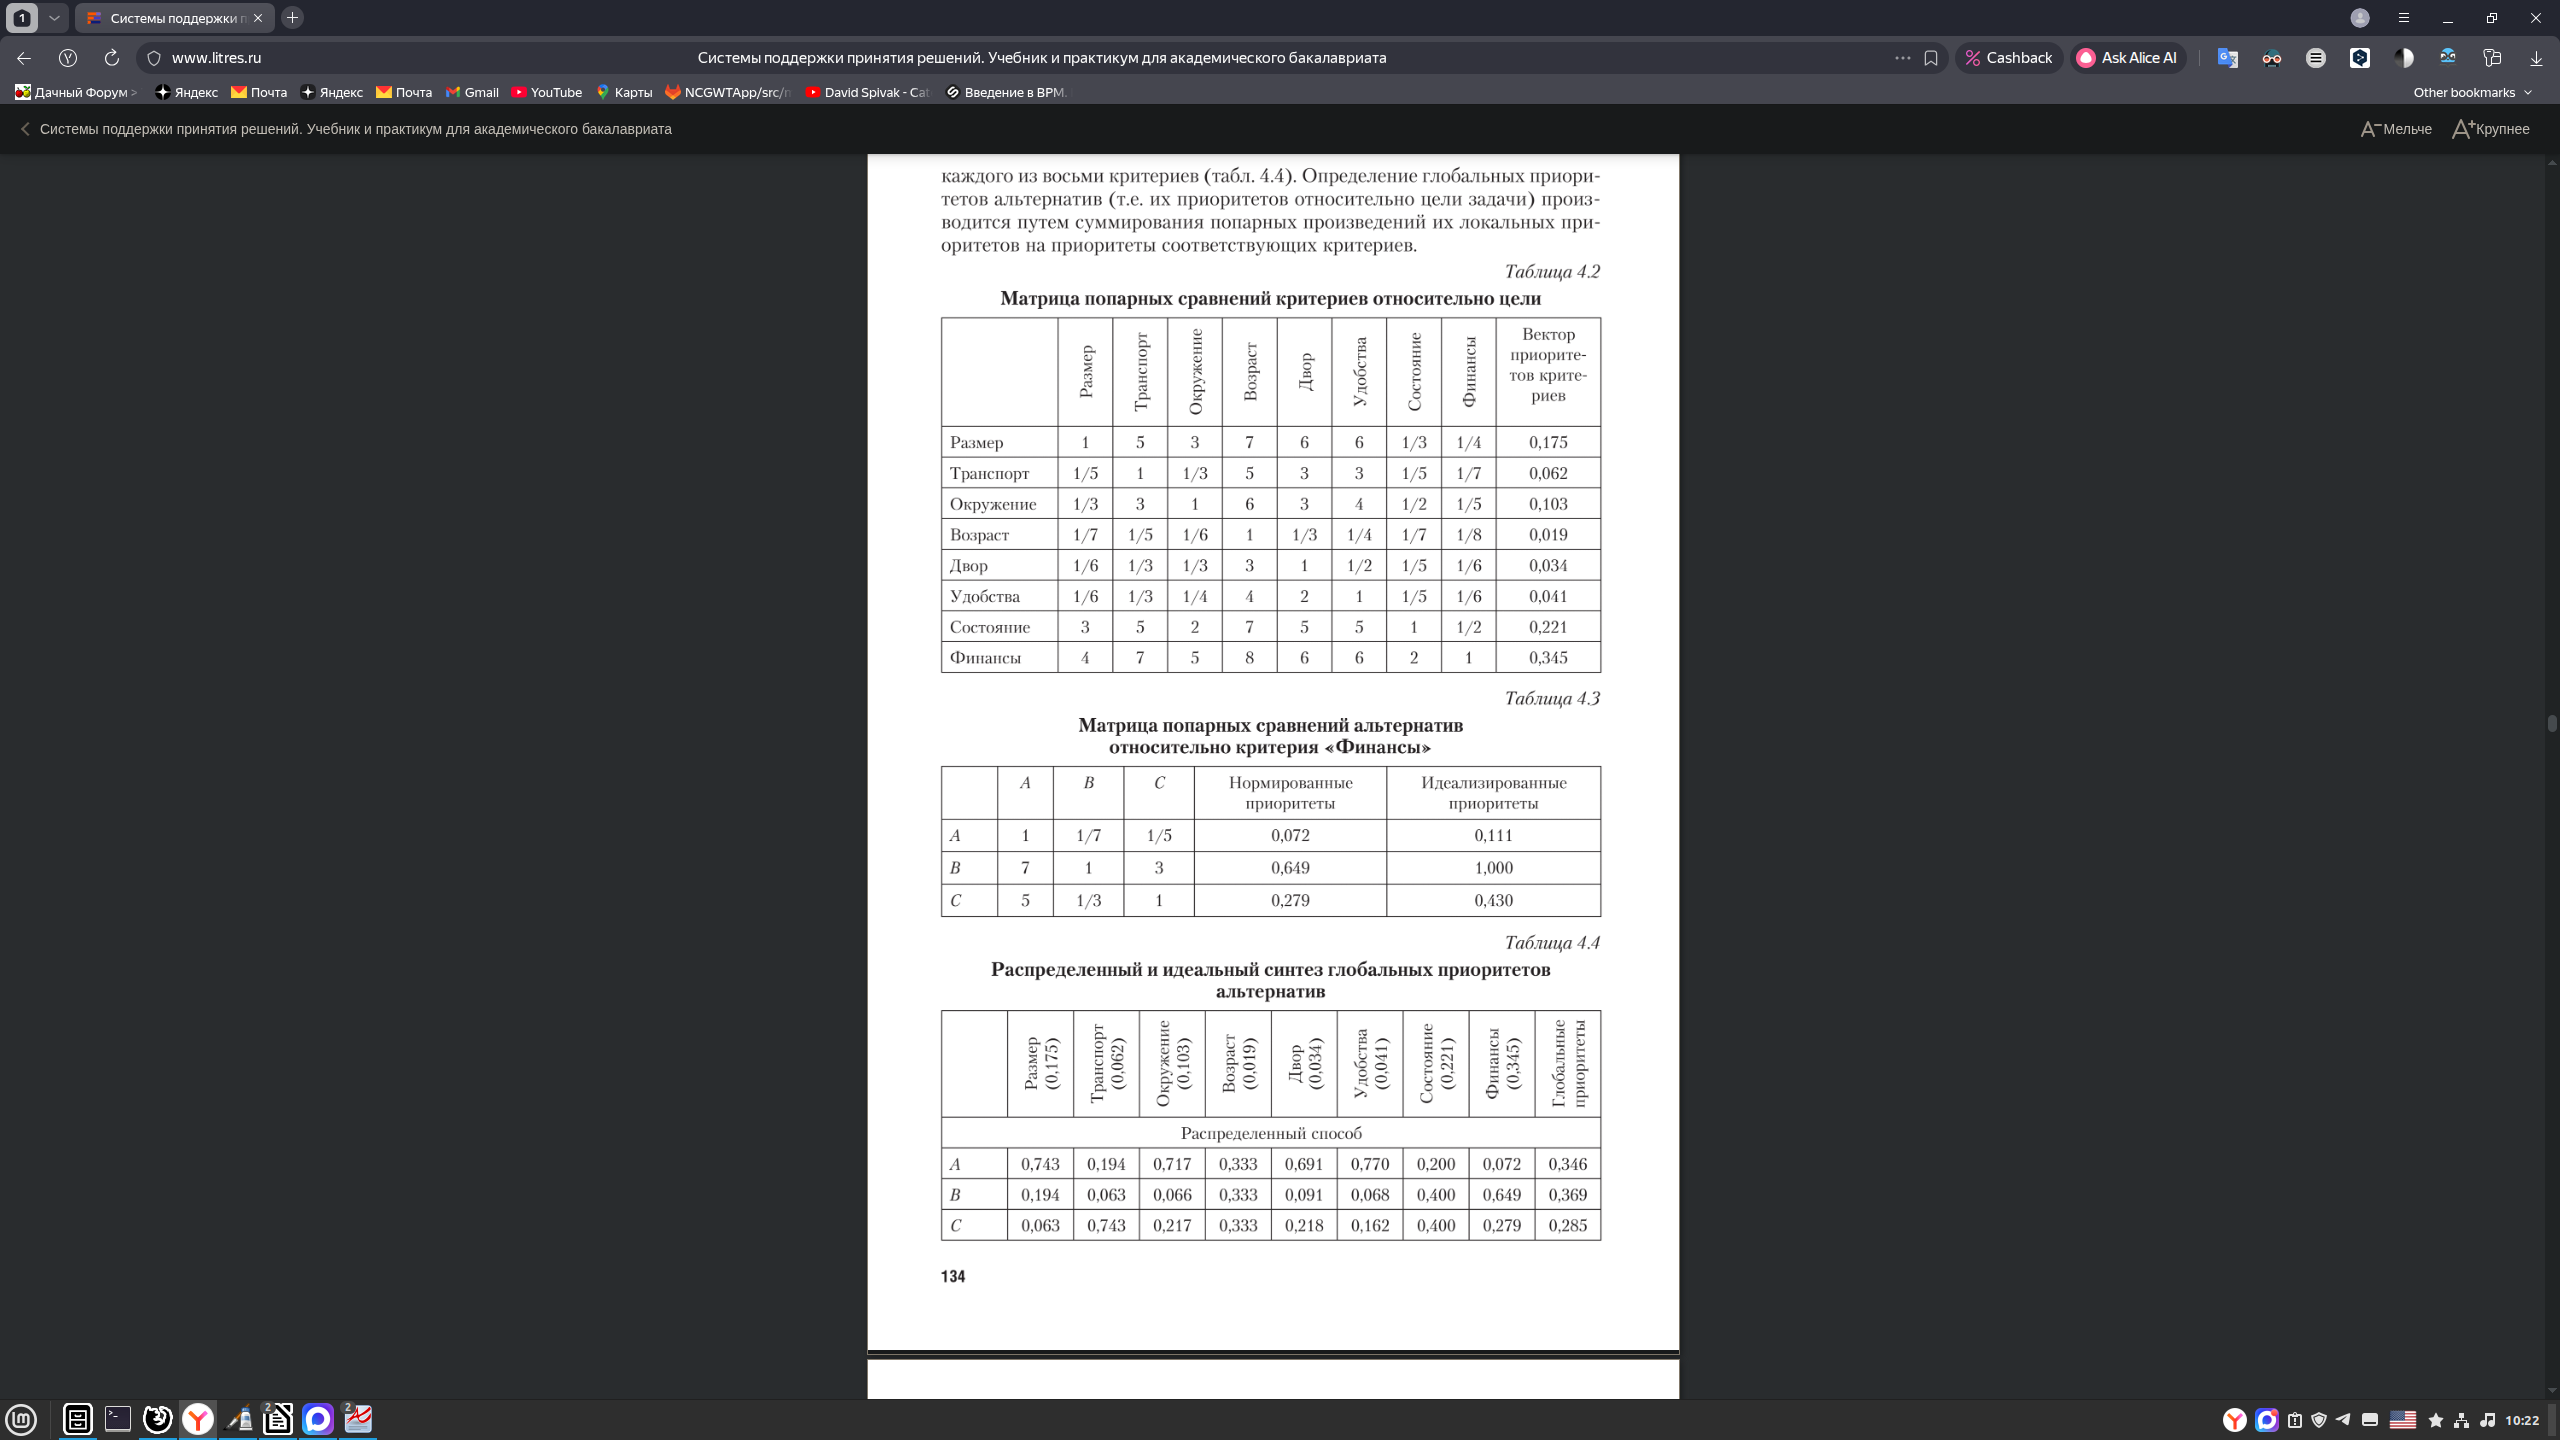 1
Системы поддержки п
www.litres.ru
Системы поддержки принятия решений. Учебник и практикум для академического бакалавриата
Cashback
Ask Alice AI
Дачный Форум > Яндекс Почта Яндекс Почта Gmail YouTube Карты NCGWTApp/src/r David Spivak - Cat Введение в BPM. Other bookmarks
Системы поддержки принятия решений. Учебник и практикум для академического бакалавриата
A− Мельче A+ Крупнее
каждого из восьми критериев (табл. 4.4). Определение глобальных приори-
тетов альтернатив (т.е. их приоритетов относительно цели задачи) произ-
водится путем суммирования попарных произведений их локальных при-
оритетов на приоритеты соответствующих критериев.
Таблица 4.2
Матрица попарных сравнений критериев относительно цели
Размер Транспорт Окружение Возраст Двор Удобства Состояние Финансы Вектор
приорите-
тов крите-
риев
Размер 1 5 3 7 6 6 1/3 1/4 0,175
Транспорт 1/5 1 1/3 5 3 3 1/5 1/7 0,062
Окружение 1/3 3 1 6 3 4 1/2 1/5 0,103
Возраст 1/7 1/5 1/6 1 1/3 1/4 1/7 1/8 0,019
Двор 1/6 1/3 1/3 3 1 1/2 1/5 1/6 0,034
Удобства 1/6 1/3 1/4 4 2 1 1/5 1/6 0,041
Состояние 3 5 2 7 5 5 1 1/2 0,221
Финансы 4 7 5 8 6 6 2 1 0,345
Таблица 4.3
Матрица попарных сравнений альтернатив
относительно критерия «Финансы»
A B C Нормированные Идеализированные
приоритеты приоритеты
A 1 1/7 1/5 0,072 0,111
B 7 1 3 0,649 1,000
C 5 1/3 1 0,279 0,430
Таблица 4.4
Распределенный и идеальный синтез глобальных приоритетов
альтернатив
Размер (0,175) Транспорт (0,062) Окружение (0,103) Возраст (0,019) Двор (0,034) Удобства (0,041) Состояние (0,221) Финансы (0,345) Глобальные приоритеты
Распределенный способ
A 0,743 0,194 0,717 0,333 0,691 0,770 0,200 0,072 0,346
B 0,194 0,063 0,066 0,333 0,091 0,068 0,400 0,649 0,369
C 0,063 0,743 0,217 0,333 0,218 0,162 0,400 0,279 0,285
134
2 2 10:22